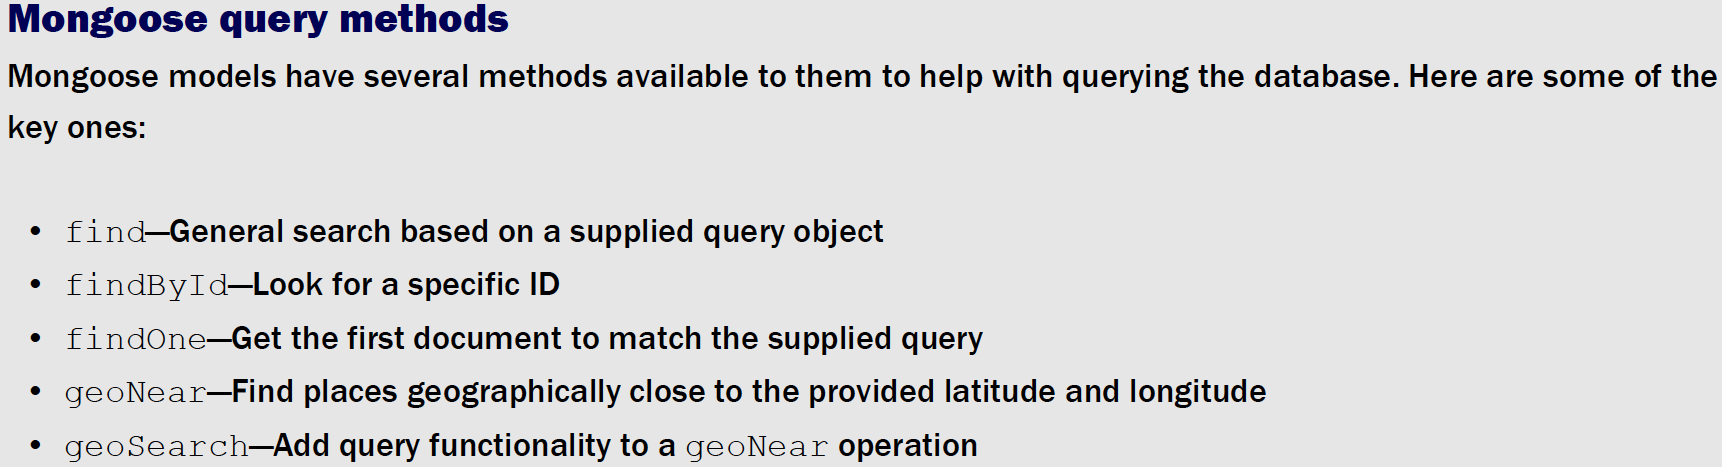 Mongoose query methods
Mongoose models have several methods available to them to help with querying the database. Here are some of the
key ones:
• find—General search based on a supplied query object
• findById—Look for a specific ID
• findOne—Get the first document to match the supplied query
• geoNear—Find places geographically close to the provided latitude and longitude
• geoSearch—Add query functionality to a geoNear operation